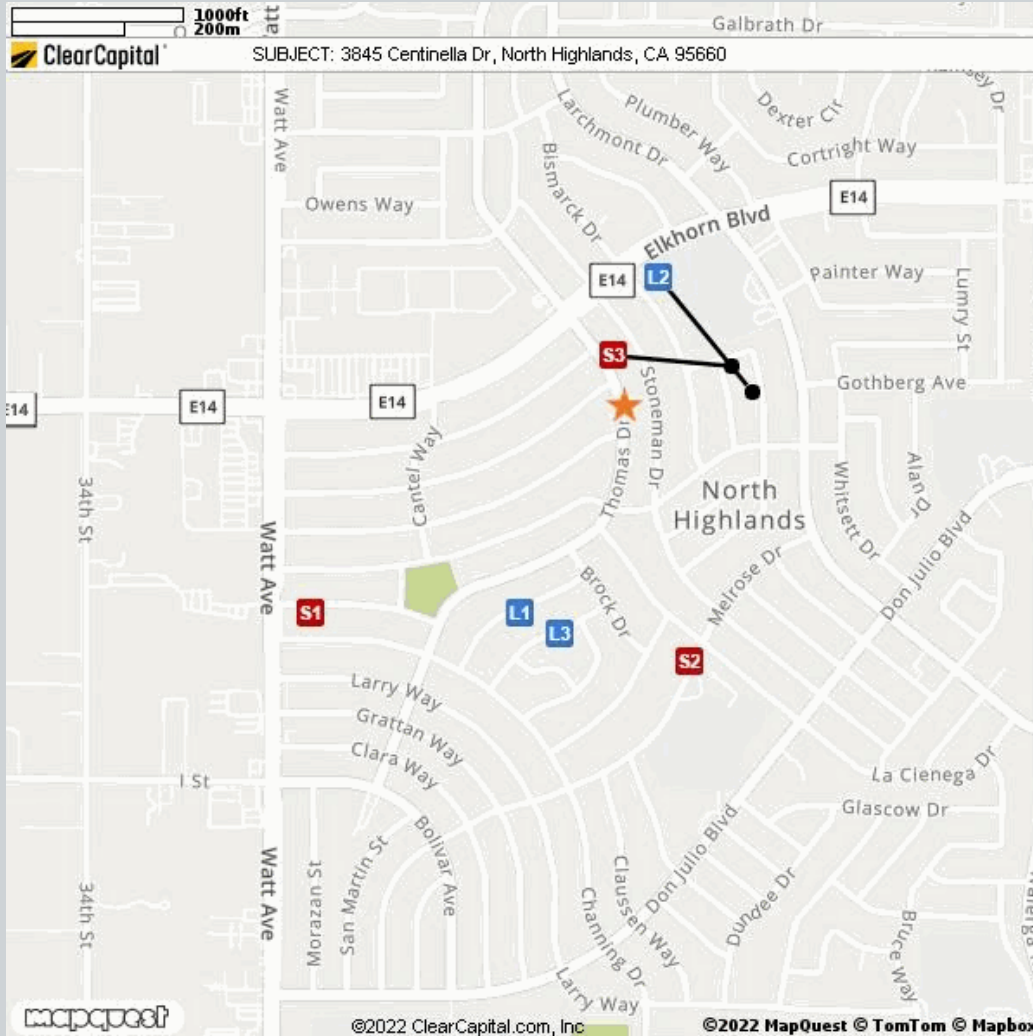 1000ft
200m
Galbraith Dr
ClearCapital
SUBJECT: 3845 Centinella Dr, North Highlands, CA 95660
Watt Ave
Larchmont Dr
Plumber Way
Dexter Cir
Cortright Way
Bismarck Dr
Owens Way
Elkhorn Blvd
E14
E14
L2
Painter Way
Lumry St
S3
Stoneman Dr
Gothberg Ave
E14
E14
E14
Thomas Dr
Cantel Way
North
Highlands
34th St
Watt Ave
Whitsett Dr
Alan Dr
Don Julio Blvd
Melrose Dr
Brock Dr
S1
L1
L3
S2
Larry Way
Grattan Way
Clara Way
I St
La Cienega Dr
Glascow Dr
Bolivar Ave
Don Julio Blvd
Watt Ave
34th St
Morazan St
San Martin St
Claussen Way
Channing Dr
Dundee Dr
Bruce Way
Larry Way
mapquest
©2022 ClearCapital.com, Inc
©2022 MapQuest © TomTom © Mapbo